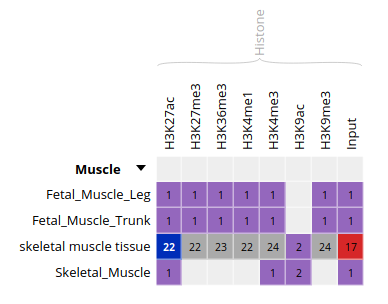 Histone
H3K27ac H3K27me3 H3K36me3 H3K4me1 H3K4me3 H3K9ac H3K9me3 Input
Muscle
Fetal_Muscle_Leg 1 1 1 1 1 1 1
Fetal_Muscle_Trunk 1 1 1 1 1 1 1
skeletal muscle tissue 22 22 23 22 24 2 24 17
Skeletal_Muscle 1 1 2 1